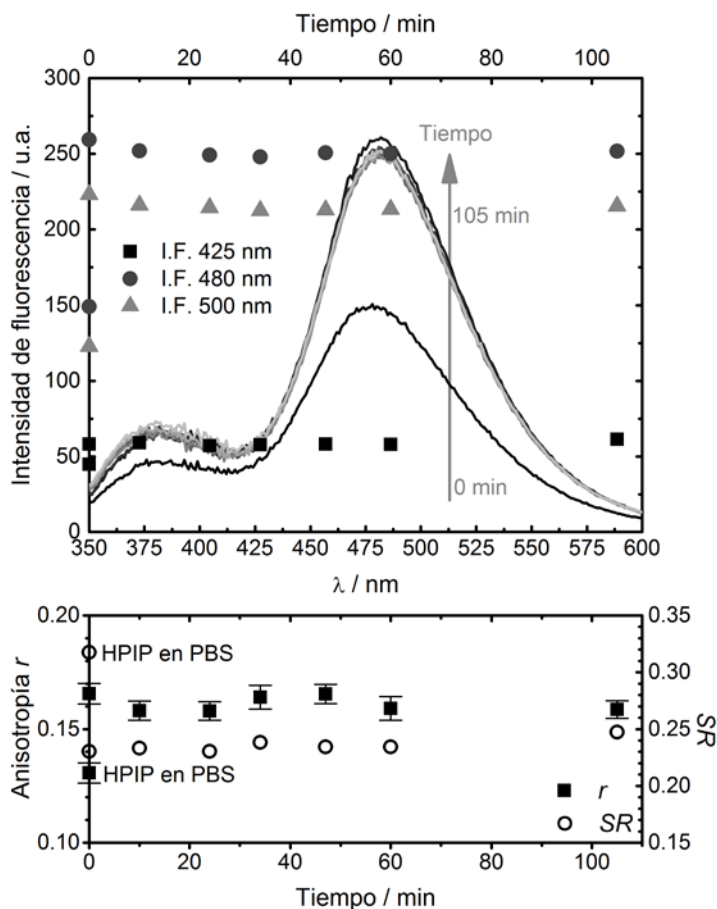 Tiempo / min
0 20 40 60 80 100
300
250
200
150
100
50
0
Intensidad de fluorescencia / u.a.
Tiempo
105 min
0 min
I.F. 425 nm
I.F. 480 nm
I.F. 500 nm
350 375 400 425 450 475 500 525 550 575 600
λ / nm
0.20
0.15
0.10
Anisotropía r
HPIP en PBS
HPIP en PBS
r
SR
0.35
0.30
0.25
0.20
0.15
SR
0 20 40 60 80 100
Tiempo / min